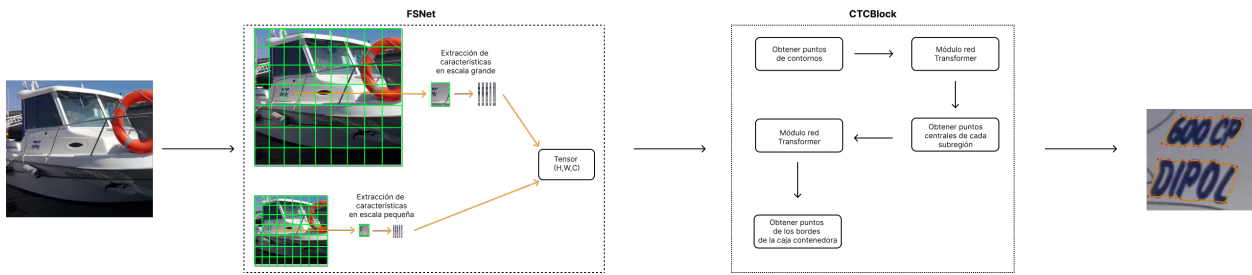 FSNet
CTCBlock
Extracción de
características
en escala grande
Extracción de
características
en escala pequeña
Tensor
(H,W,C)
Obtener puntos
de contornos
Módulo red
Transformer
Obtener puntos
centrales de cada
subregión
Módulo red
Transformer
Obtener puntos
de los bordes
de la caja contenedora
600 CP
DIPOL